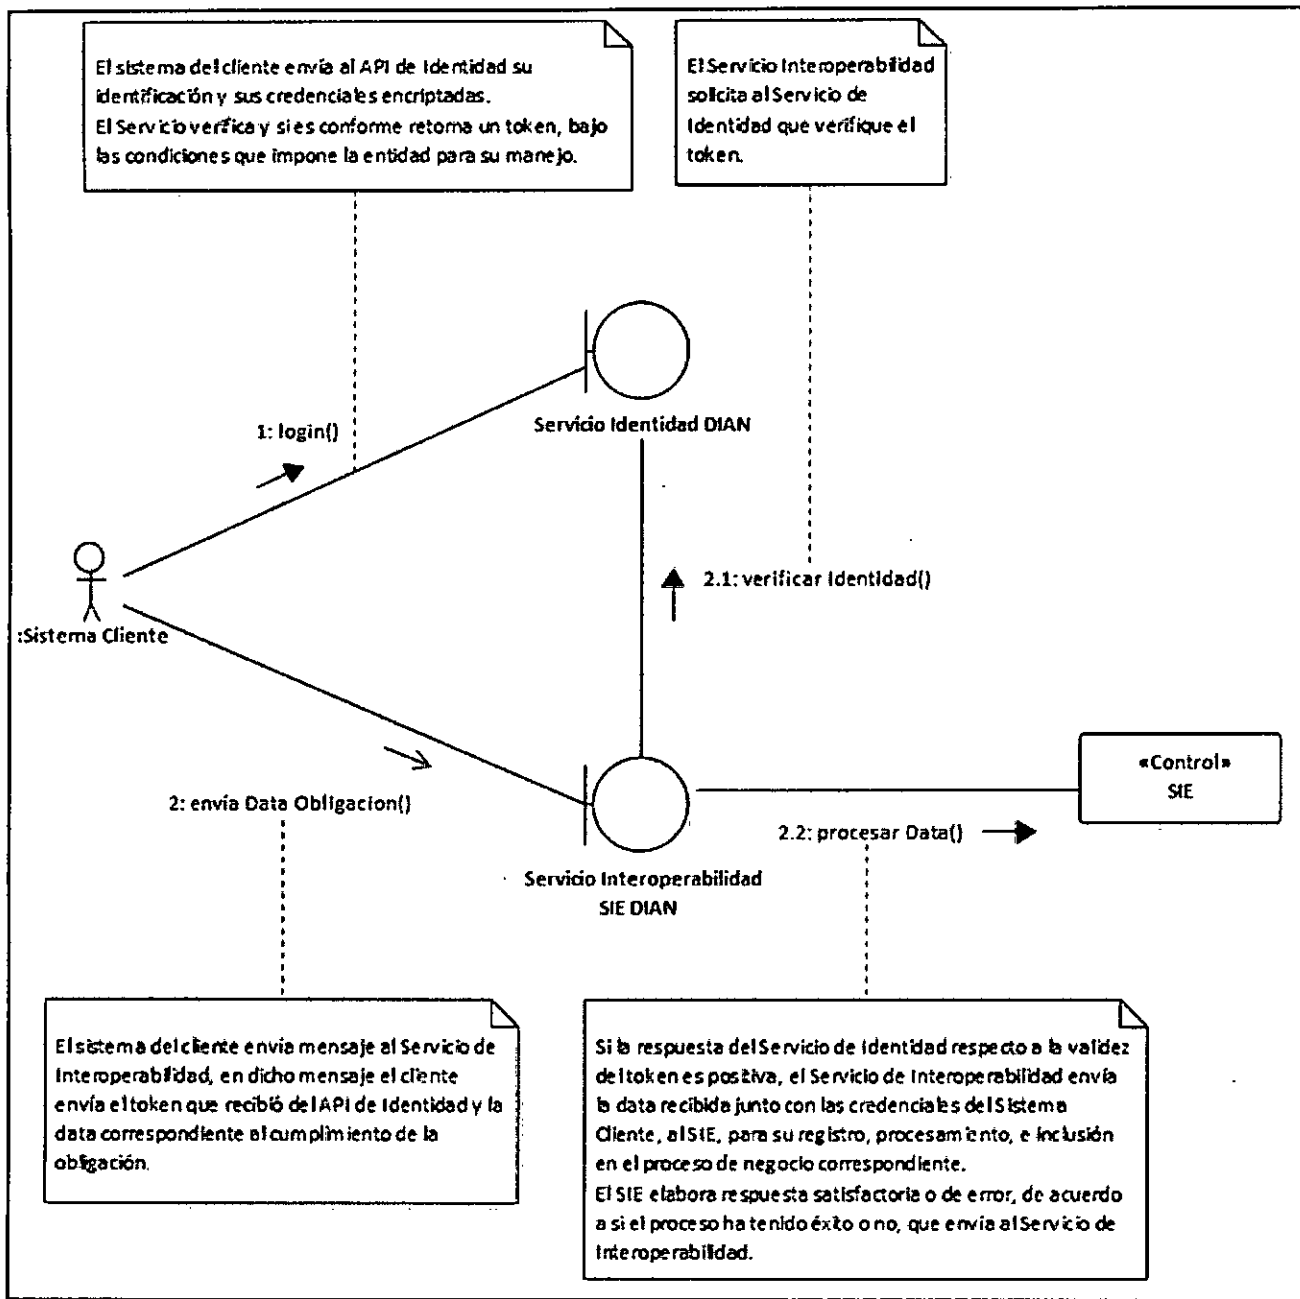 El sistema del cliente envía al API de Identidad su
identificación y sus credenciales encriptadas.
El Servicio verifica y si es conforme retorna un token, bajo
las condiciones que impone la entidad para su manejo.
El Servicio Interoperabilidad
solicita al Servicio de
Identidad que verifique el
token.
Servicio Identidad DIAN
1: login()
2.1: verificar Identidad()
:Sistema Cliente
«Control»
SIE
2: envía Data Obligacion()
2.2: procesar Data()
Servicio Interoperabilidad
SIE DIAN
El sistema del cliente envía mensaje al Servicio de
Interoperabilidad, en dicho mensaje el cliente
envía el token que recibió del API de Identidad y la
data correspondiente al cumplimiento de la
obligación.
Si la respuesta del Servicio de Identidad respecto a la validez
del token es positiva, el Servicio de Interoperabilidad envía
la data recibida junto con las credenciales del Sistema
Cliente, al SIE, para su registro, procesamiento, e inclusión
en el proceso de negocio correspondiente.
El SIE elabora respuesta satisfactoria o de error, de acuerdo
a si el proceso ha tenido éxito o no, que envía al Servicio de
Interoperabilidad.